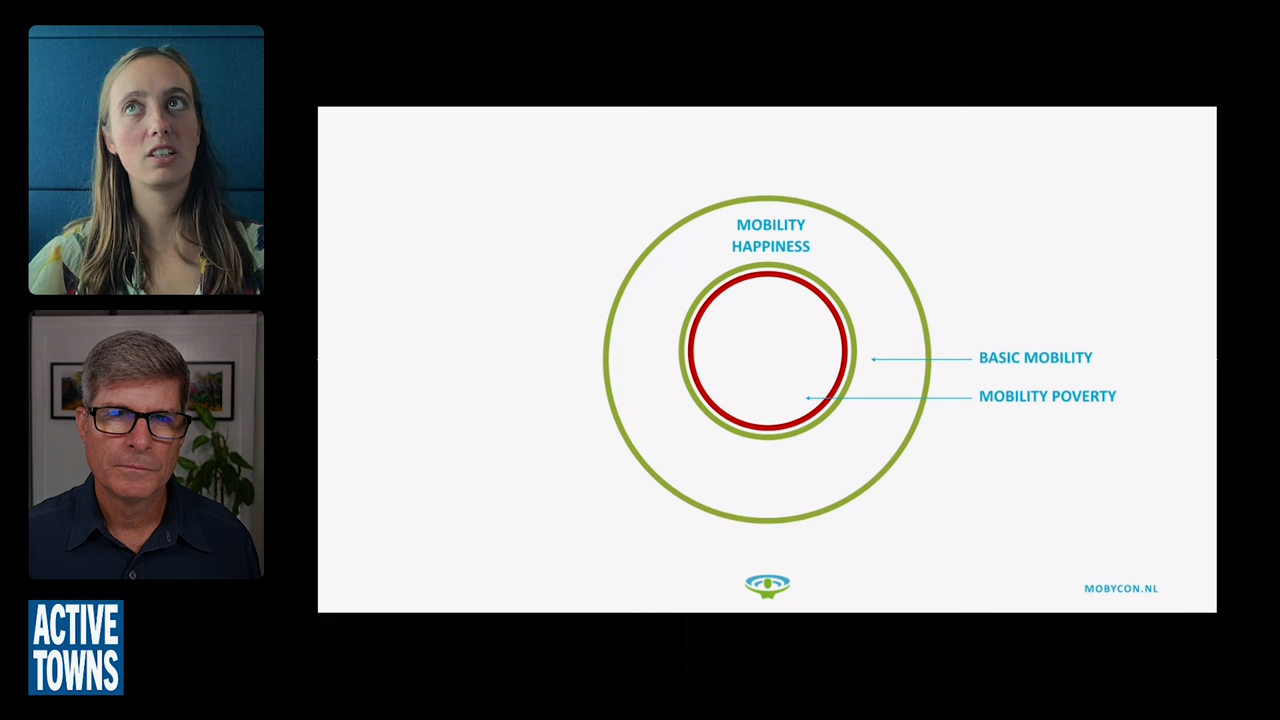 MOBILITY
HAPPINESS
BASIC MOBILITY
MOBILITY POVERTY
MOBYCON.NL
ACTIVE
TOWNS